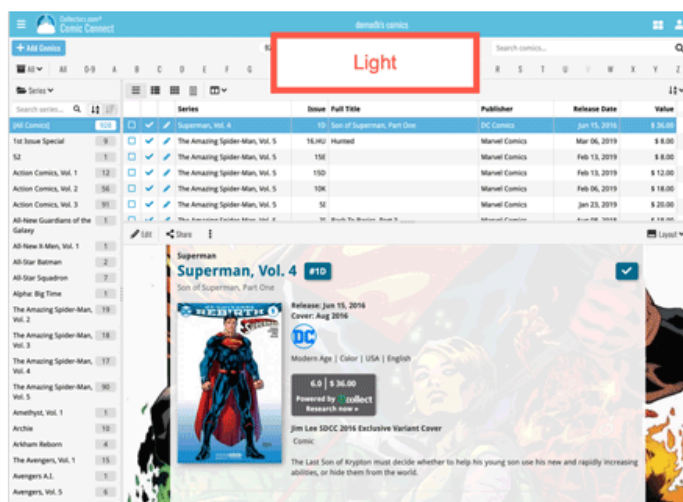 Collectorz.com*
Comic Connect
demodb's comics
+ Add Comics
92
Light
Search comics...
All All 0-9 A B C D E F G R S T U V W X Y Z
Series
Search series...
Series Issue Full Title Publisher Release Date Value
[All Comics] 928
Superman, Vol. 4 1D Son of Superman, Part One DC Comics Jun 15, 2016 $ 36.00
1st Issue Special 9
The Amazing Spider-Man, Vol. 5 16.HU Hunted Marvel Comics Mar 06, 2019 $ 8.00
52 1
The Amazing Spider-Man, Vol. 5 15E Marvel Comics Feb 13, 2019 $ 8.00
Action Comics, Vol. 1 12
The Amazing Spider-Man, Vol. 5 15D Marvel Comics Feb 13, 2019 $ 12.00
Action Comics, Vol. 2 56
The Amazing Spider-Man, Vol. 5 10K Marvel Comics Feb 06, 2019 $ 18.00
Action Comics, Vol. 3 91
The Amazing Spider-Man, Vol. 5 5I Marvel Comics Jan 23, 2019 $ 20.00
All-New Guardians of the Galaxy 1
All-New X-Men, Vol. 1 1
All-Star Batman 2
All-Star Squadron 7
Alpha: Big Time 1
The Amazing Spider-Man, Vol. 2 19
The Amazing Spider-Man, Vol. 3 18
The Amazing Spider-Man, Vol. 4 17
The Amazing Spider-Man, Vol. 5 90
Amethyst, Vol. 1 1
Archie 10
Arkham Reborn 4
The Avengers, Vol. 1 15
Avengers A.I. 1
Avengers, Vol. 5 6
Edit Share Layout
Superman
Superman, Vol. 4 #1D
Son of Superman, Part One
REBIRTH
SUPERMAN
Release: Jun 15, 2016
Cover: Aug 2016
DC
Modern Age | Color | USA | English
6.0 | $ 36.00
Powered by collect
Research now »
Jim Lee SDCC 2016 Exclusive Variant Cover
Comic
The Last Son of Krypton must decide whether to help his young son use his new and rapidly increasing
abilities, or hide them from the world.